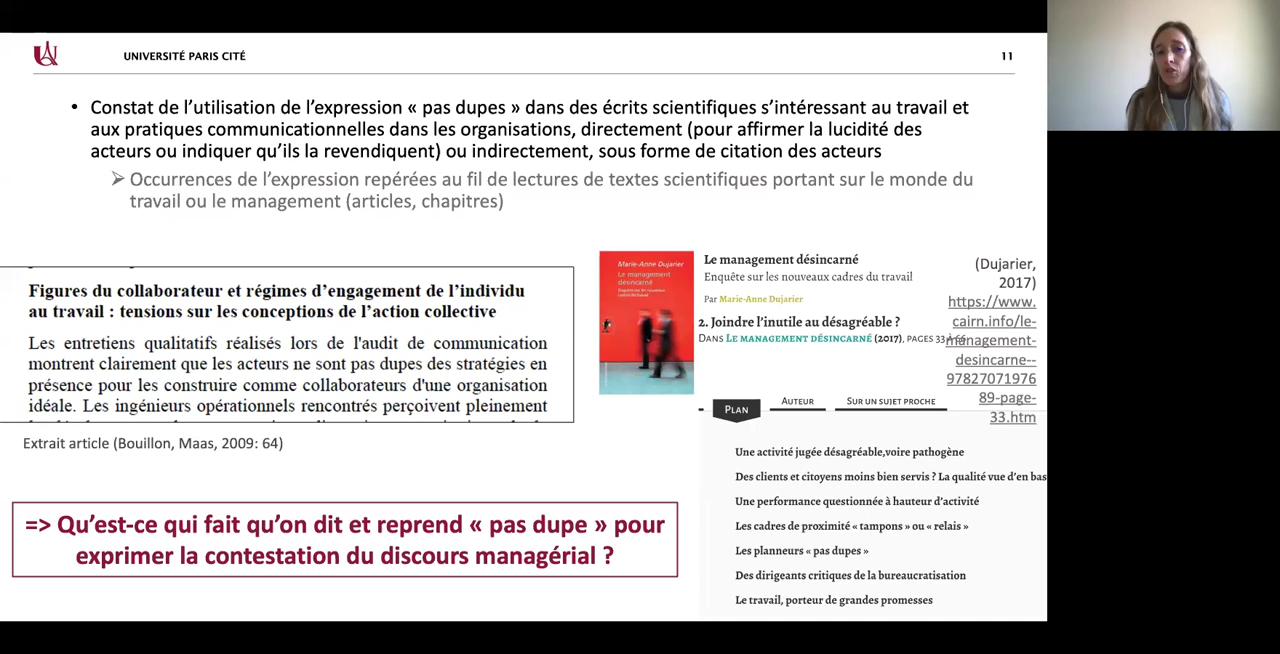 UNIVERSITÉ PARIS CITÉ
11
• Constat de l'utilisation de l'expression « pas dupes » dans des écrits scientifiques s'intéressant au travail et
aux pratiques communicationnelles dans les organisations, directement (pour affirmer la lucidité des
acteurs ou indiquer qu'ils la revendiquent) ou indirectement, sous forme de citation des acteurs
➢ Occurrences de l'expression repérées au fil de lectures de textes scientifiques portant sur le monde du
travail ou le management (articles, chapitres)
Figures du collaborateur et régimes d'engagement de l'individu
au travail : tensions sur les conceptions de l'action collective
Les entretiens qualitatifs réalisés lors de l'audit de communication
montrent clairement que les acteurs ne sont pas dupes des stratégies en
présence pour les construire comme collaborateurs d'une organisation
idéale. Les ingénieurs opérationnels rencontrés perçoivent pleinement
Extrait article (Bouillon, Maas, 2009: 64)
=> Qu'est-ce qui fait qu'on dit et reprend « pas dupe » pour
exprimer la contestation du discours managérial ?
Marie-Anne Dujarier
Le management
désincarné
Le management désincarné
Enquête sur les nouveaux cadres du travail
Par Marie-Anne Dujarier
2. Joindre l'inutile au désagréable ?
DANS LE MANAGEMENT DÉSINCARNÉ (2017), PAGES 33 À 66
(Dujarier,
2017)
https://www.
cairn.info/le-
management-
desincarne--
97827071976
89-page-
33.htm
PLAN
AUTEUR
SUR UN SUJET PROCHE
Une activité jugée désagréable,voire pathogène
Des clients et citoyens moins bien servis ? La qualité vue d'en bas
Une performance questionnée à hauteur d'activité
Les cadres de proximité « tampons » ou « relais »
Les planneurs « pas dupes »
Des dirigeants critiques de la bureaucratisation
Le travail, porteur de grandes promesses